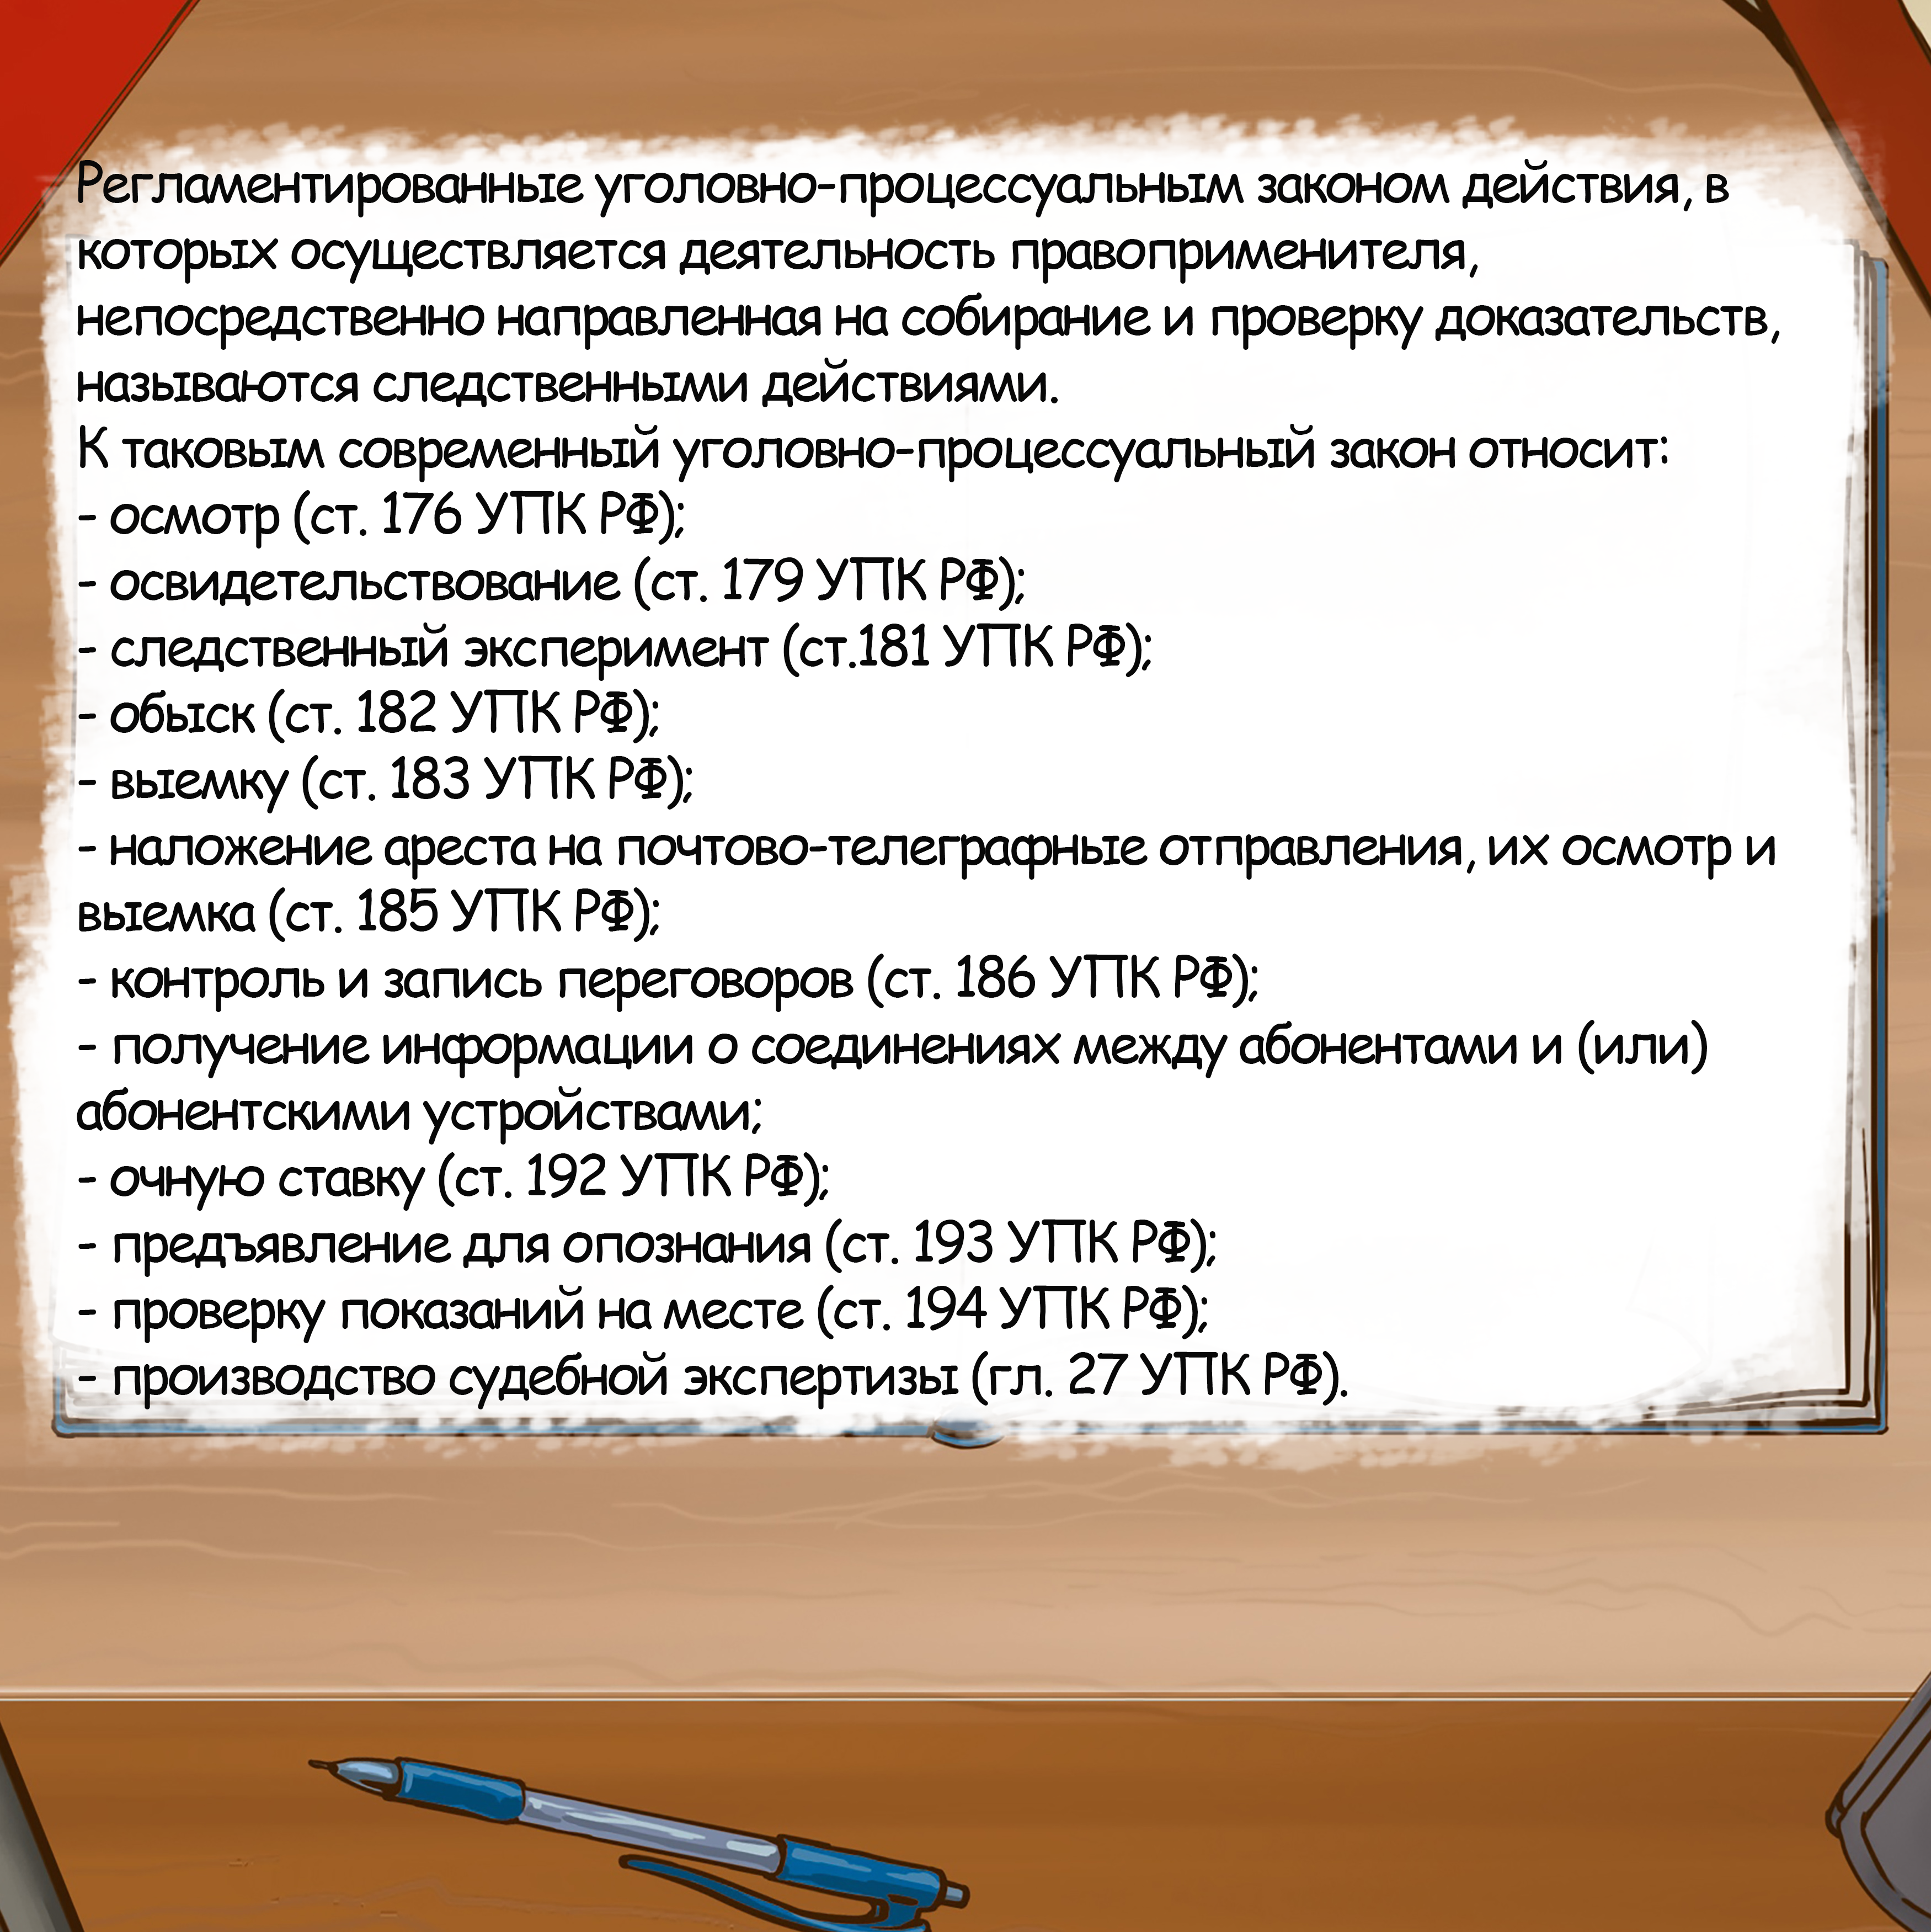 Регламентированные уголовно-процессуальным законом действия, в
которых осуществляется деятельность правоприменителя,
непосредственно направленная на собирание и проверку доказательств,
называются следственными действиями.
К таковым современный уголовно-процессуальный закон относит:
- осмотр (ст. 176 УПК РФ);
- освидетельствование (ст. 179 УПК РФ);
- следственный эксперимент (ст.181 УПК РФ);
- обыск (ст. 182 УПК РФ);
- выемку (ст. 183 УПК РФ);
- наложение ареста на почтово-телеграфные отправления, их осмотр и
выемка (ст. 185 УПК РФ);
- контроль и запись переговоров (ст. 186 УПК РФ);
- получение информации о соединениях между абонентами и (или)
абонентскими устройствами;
- очную ставку (ст. 192 УПК РФ);
- предъявление для опознания (ст. 193 УПК РФ);
- проверку показаний на месте (ст. 194 УПК РФ);
- производство судебной экспертизы (гл. 27 УПК РФ).